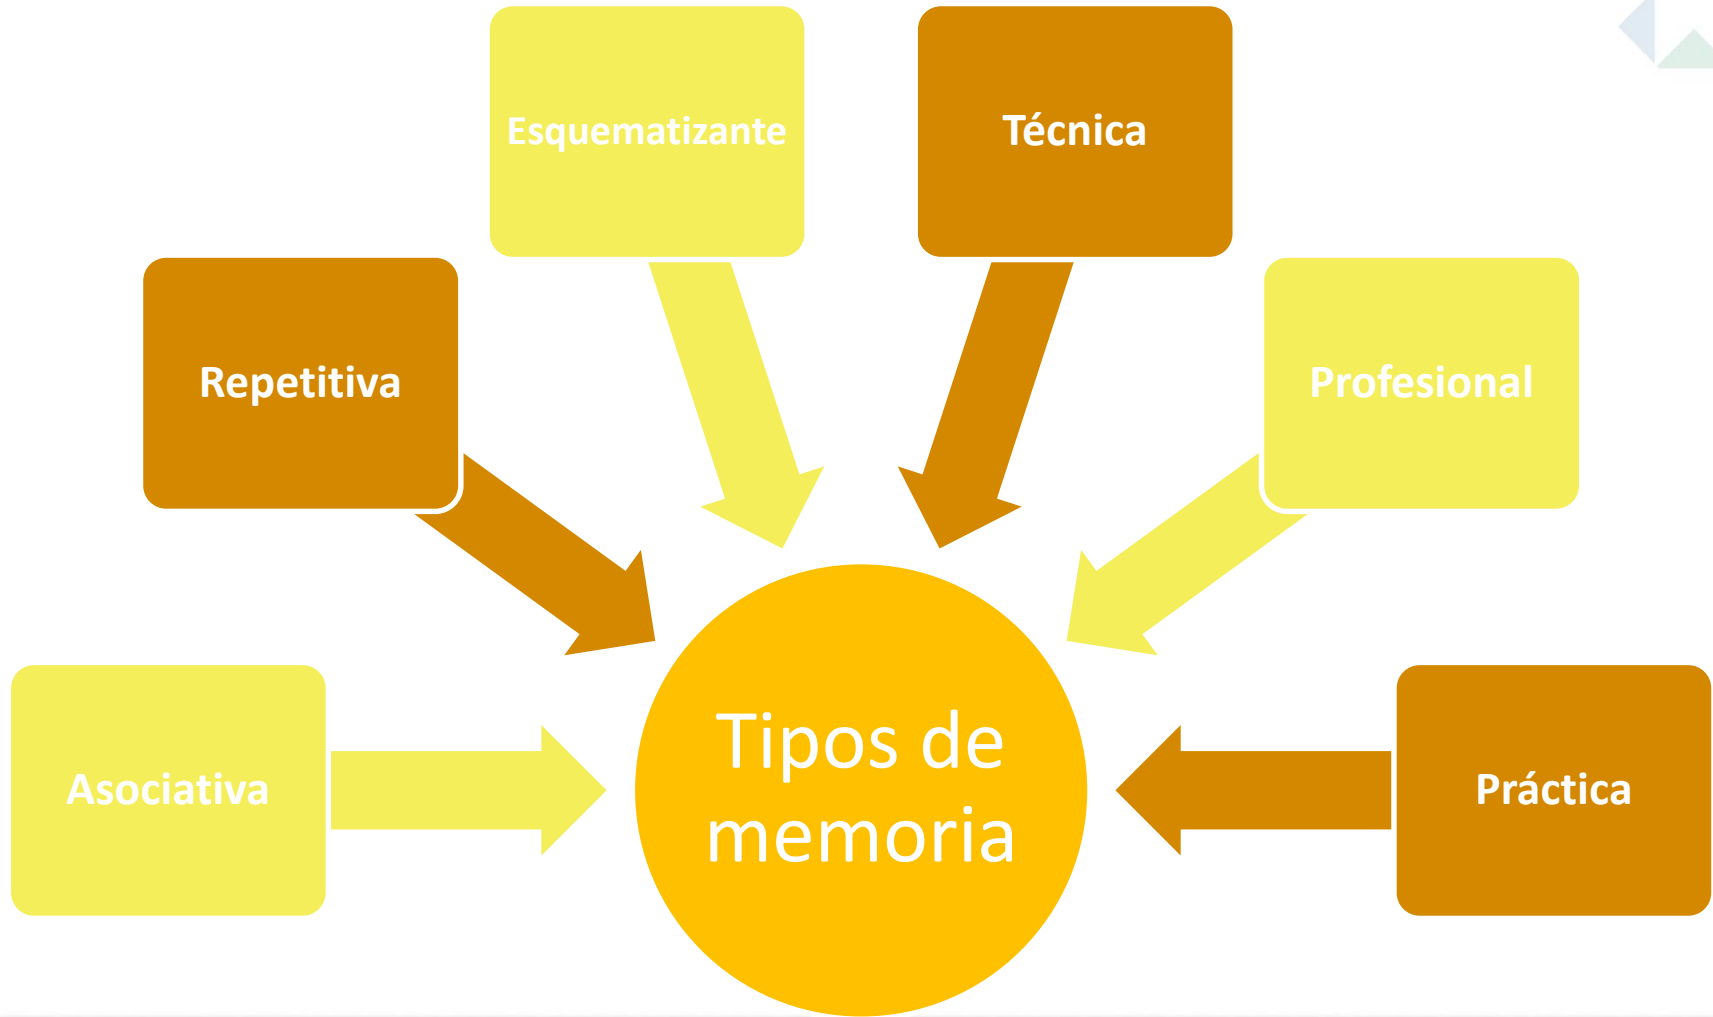 Esquematizante
Técnica
Repetitiva
Profesional
Asociativa
Tipos de
memoria
Práctica